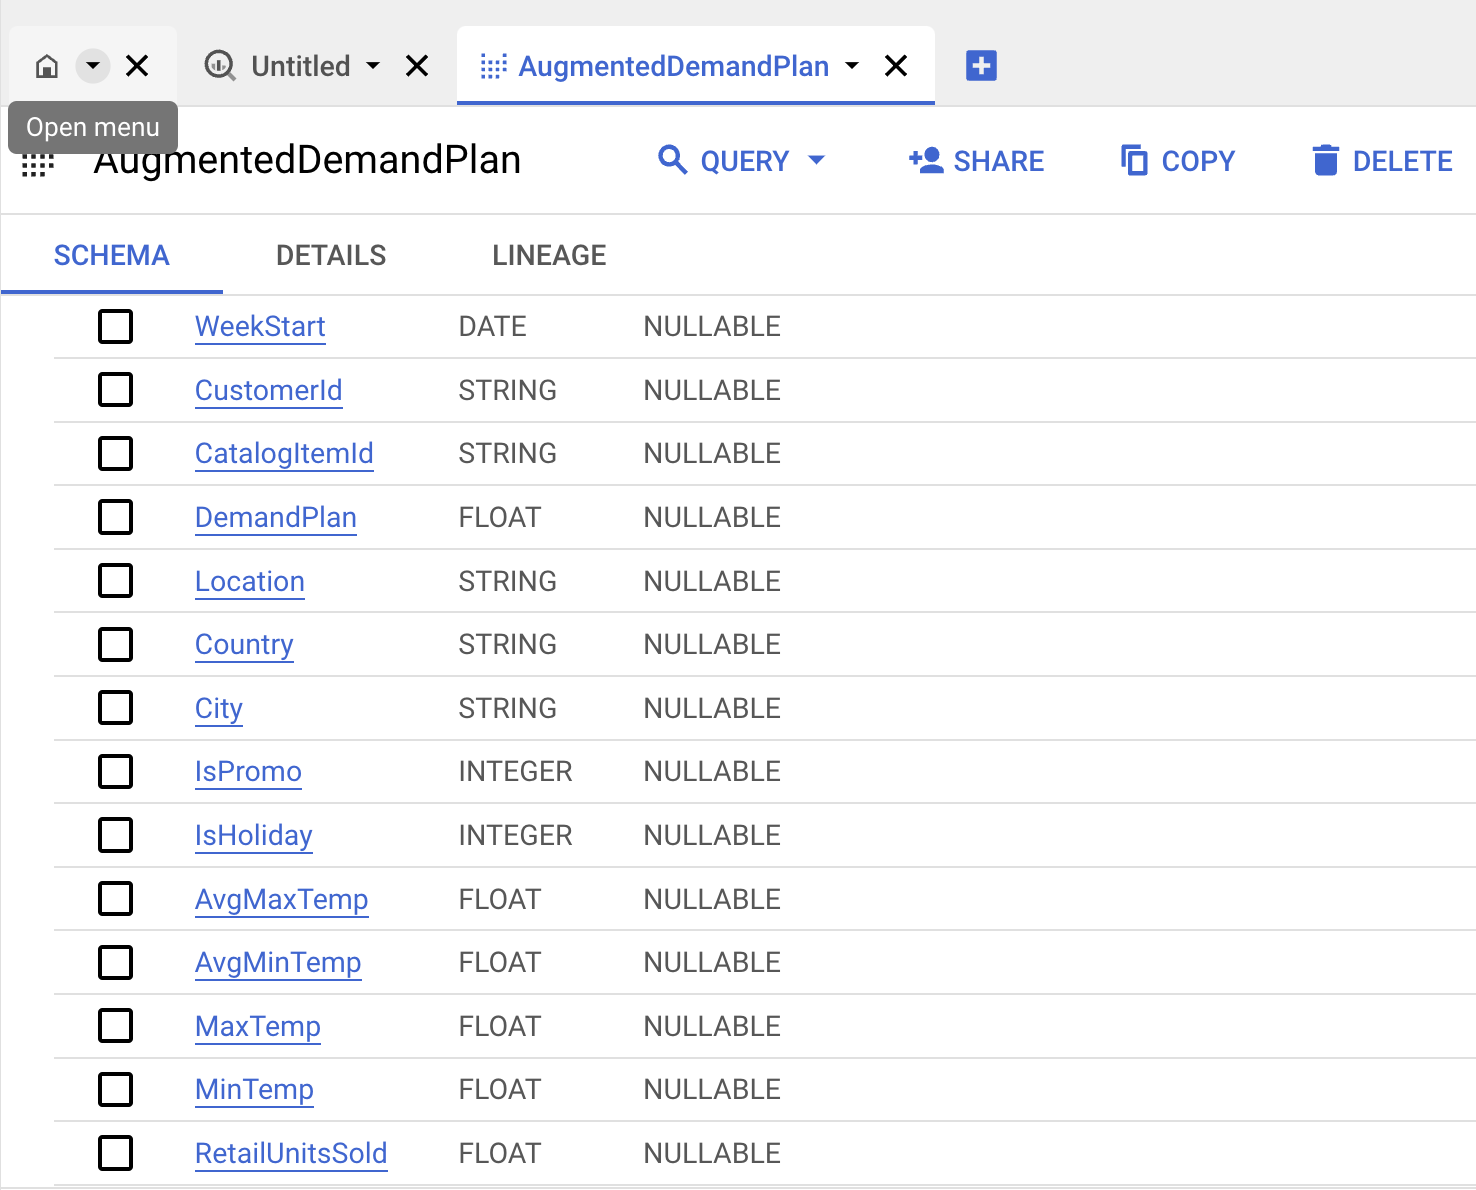 Untitled AugmentedDemandPlan
Open menu
AugmentedDemandPlan QUERY SHARE COPY DELETE
SCHEMA DETAILS LINEAGE
WeekStart DATE NULLABLE
CustomerId STRING NULLABLE
CatalogItemId STRING NULLABLE
DemandPlan FLOAT NULLABLE
Location STRING NULLABLE
Country STRING NULLABLE
City STRING NULLABLE
IsPromo INTEGER NULLABLE
IsHoliday INTEGER NULLABLE
AvgMaxTemp FLOAT NULLABLE
AvgMinTemp FLOAT NULLABLE
MaxTemp FLOAT NULLABLE
MinTemp FLOAT NULLABLE
RetailUnitsSold FLOAT NULLABLE